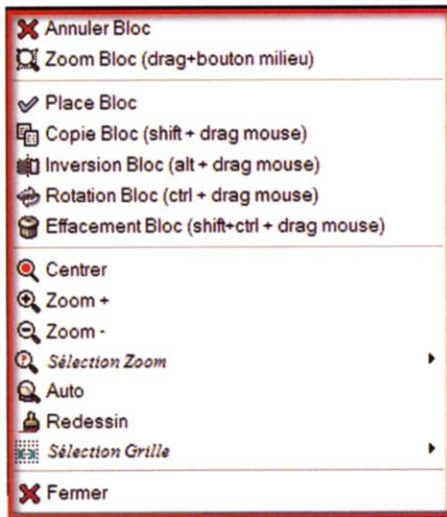 Annuler Bloc
Zoom Bloc (drag+bouton milieu)
Place Bloc
Copie Bloc (shift + drag mouse)
Inversion Bloc (alt + drag mouse)
Rotation Bloc (ctrl + drag mouse)
Effacement Bloc (shift+ctrl + drag mouse)
Centrer
Zoom +
Zoom -
Sélection Zoom
Auto
Redessin
Sélection Grille
Fermer